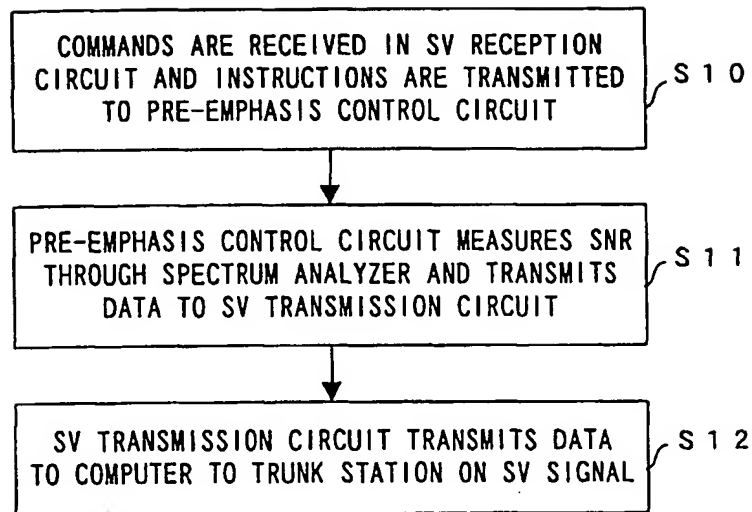 COMMANDS ARE RECEIVED IN SV RECEPTION
CIRCUIT AND INSTRUCTIONS ARE TRANSMITTED
TO PRE-EMPHASIS CONTROL CIRCUIT
S10
PRE-EMPHASIS CONTROL CIRCUIT MEASURES SNR
THROUGH SPECTRUM ANALYZER AND TRANSMITS
DATA TO SV TRANSMISSION CIRCUIT
S11
SV TRANSMISSION CIRCUIT TRANSMITS DATA
TO COMPUTER TO TRUNK STATION ON SV SIGNAL
S12